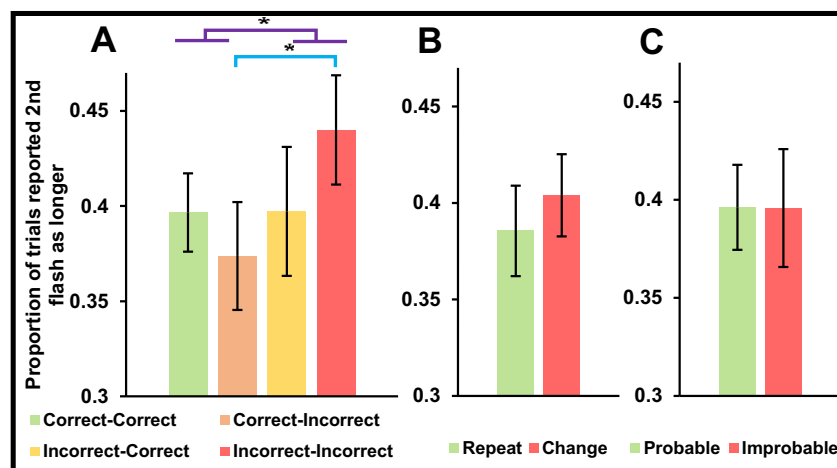 A
B
C
*
*
Proportion of trials reported 2nd
flash as longer
0.45
0.4
0.35
0.3
0.45
0.4
0.35
0.3
0.45
0.4
0.35
0.3
Correct-Correct
Correct-Incorrect
Incorrect-Correct
Incorrect-Incorrect
Repeat
Change
Probable
Improbable